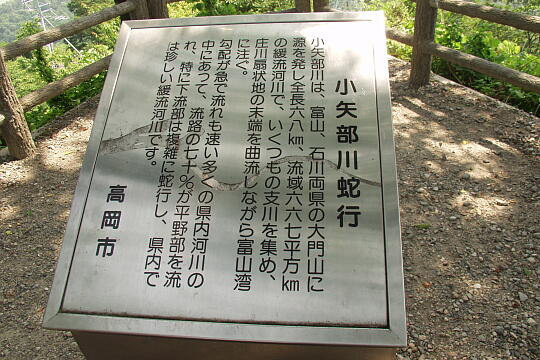 小矢部川蛇行
小矢部川は、富山、石川両県の大門山に
源を発し全長六八km、流域六六七平方km
の緩流河川で、いくつもの支川を集め、
庄川扇状地の末端を曲流しながら富山湾
に注ぐ。
勾配が急で流れも速い多くの県内河川の
中にあって、流路の七十%が平野部を流
れ、特に下流部は複雑に蛇行し、県内で
は珍しい緩流河川です。
高岡市